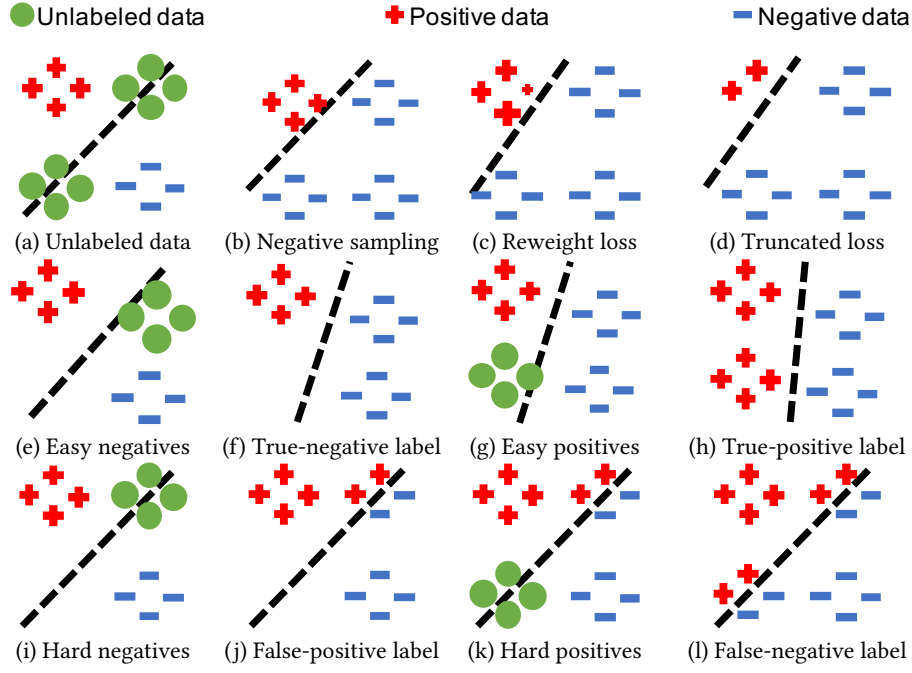 Unlabeled data Positive data Negative data
(a) Unlabeled data (b) Negative sampling (c) Reweight loss (d) Truncated loss
(e) Easy negatives (f) True-negative label (g) Easy positives (h) True-positive label
(i) Hard negatives (j) False-positive label (k) Hard positives (l) False-negative label